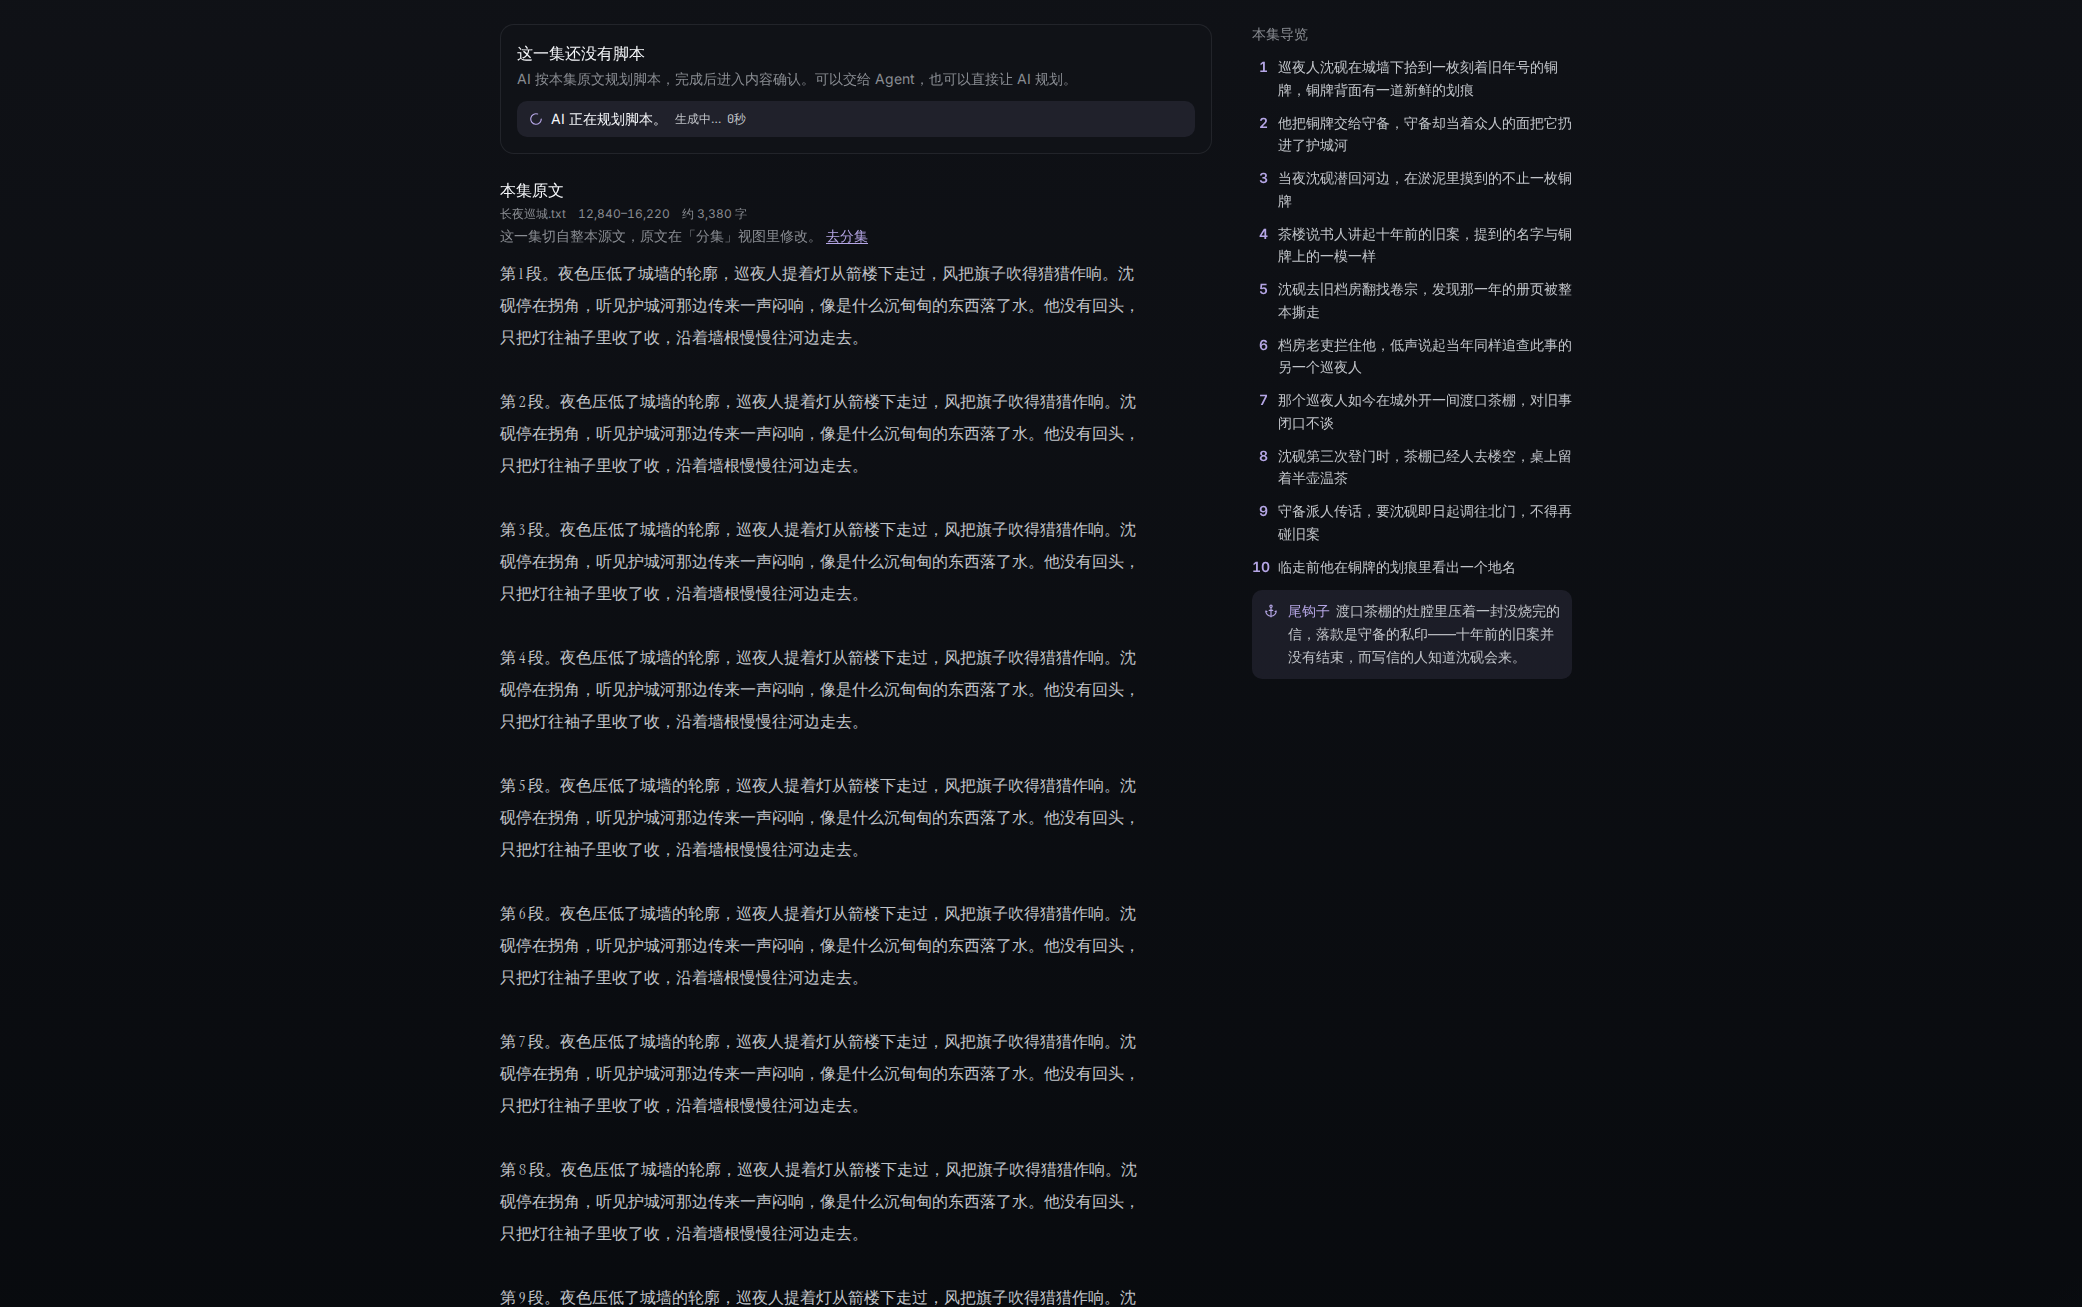 这一集还没有脚本
AI 按本集原文规划脚本，完成后进入内容确认。可以交给 Agent，也可以直接让 AI 规划。
AI 正在规划脚本。 生成中... 0秒
本集原文
长夜巡城.txt 12,840–16,220 约 3,380 字
这一集切自整本源文，原文在「分集」视图里修改。 去分集
第 1 段。夜色压低了城墙的轮廓，巡夜人提着灯从箭楼下走过，风把旗子吹得猎猎作响。沈
砚停在拐角，听见护城河那边传来一声闷响，像是什么沉甸甸的东西落了水。他没有回头，
只把灯往袖子里收了收，沿着墙根慢慢往河边走去。
第 2 段。夜色压低了城墙的轮廓，巡夜人提着灯从箭楼下走过，风把旗子吹得猎猎作响。沈
砚停在拐角，听见护城河那边传来一声闷响，像是什么沉甸甸的东西落了水。他没有回头，
只把灯往袖子里收了收，沿着墙根慢慢往河边走去。
第 3 段。夜色压低了城墙的轮廓，巡夜人提着灯从箭楼下走过，风把旗子吹得猎猎作响。沈
砚停在拐角，听见护城河那边传来一声闷响，像是什么沉甸甸的东西落了水。他没有回头，
只把灯往袖子里收了收，沿着墙根慢慢往河边走去。
第 4 段。夜色压低了城墙的轮廓，巡夜人提着灯从箭楼下走过，风把旗子吹得猎猎作响。沈
砚停在拐角，听见护城河那边传来一声闷响，像是什么沉甸甸的东西落了水。他没有回头，
只把灯往袖子里收了收，沿着墙根慢慢往河边走去。
第 5 段。夜色压低了城墙的轮廓，巡夜人提着灯从箭楼下走过，风把旗子吹得猎猎作响。沈
砚停在拐角，听见护城河那边传来一声闷响，像是什么沉甸甸的东西落了水。他没有回头，
只把灯往袖子里收了收，沿着墙根慢慢往河边走去。
第 6 段。夜色压低了城墙的轮廓，巡夜人提着灯从箭楼下走过，风把旗子吹得猎猎作响。沈
砚停在拐角，听见护城河那边传来一声闷响，像是什么沉甸甸的东西落了水。他没有回头，
只把灯往袖子里收了收，沿着墙根慢慢往河边走去。
第 7 段。夜色压低了城墙的轮廓，巡夜人提着灯从箭楼下走过，风把旗子吹得猎猎作响。沈
砚停在拐角，听见护城河那边传来一声闷响，像是什么沉甸甸的东西落了水。他没有回头，
只把灯往袖子里收了收，沿着墙根慢慢往河边走去。
第 8 段。夜色压低了城墙的轮廓，巡夜人提着灯从箭楼下走过，风把旗子吹得猎猎作响。沈
砚停在拐角，听见护城河那边传来一声闷响，像是什么沉甸甸的东西落了水。他没有回头，
只把灯往袖子里收了收，沿着墙根慢慢往河边走去。
第 9 段。夜色压低了城墙的轮廓，巡夜人提着灯从箭楼下走过，风把旗子吹得猎猎作响。沈
本集导览
1 巡夜人沈砚在城墙下拾到一枚刻着旧年号的铜
牌，铜牌背面有一道新鲜的划痕
2 他把铜牌交给守备，守备却当着众人的面把它扔
进了护城河
3 当夜沈砚潜回河边，在淤泥里摸到的不止一枚铜
牌
4 茶楼说书人讲起十年前的旧案，提到的名字与铜
牌上的一模一样
5 沈砚去旧档房翻找卷宗，发现那一年的册页被整
本撕走
6 档房老吏拦住他，低声说起当年同样追查此事的
另一个巡夜人
7 那个巡夜人如今在城外开一间渡口茶棚，对旧事
闭口不谈
8 沈砚第三次登门时，茶棚已经人去楼空，桌上留
着半壶温茶
9 守备派人传话，要沈砚即日起调往北门，不得再
碰旧案
10 临走前他在铜牌的划痕里看出一个地名
尾钩子 渡口茶棚的灶膛里压着一封没烧完的
信，落款是守备的私印——十年前的旧案并
没有结束，而写信的人知道沈砚会来。